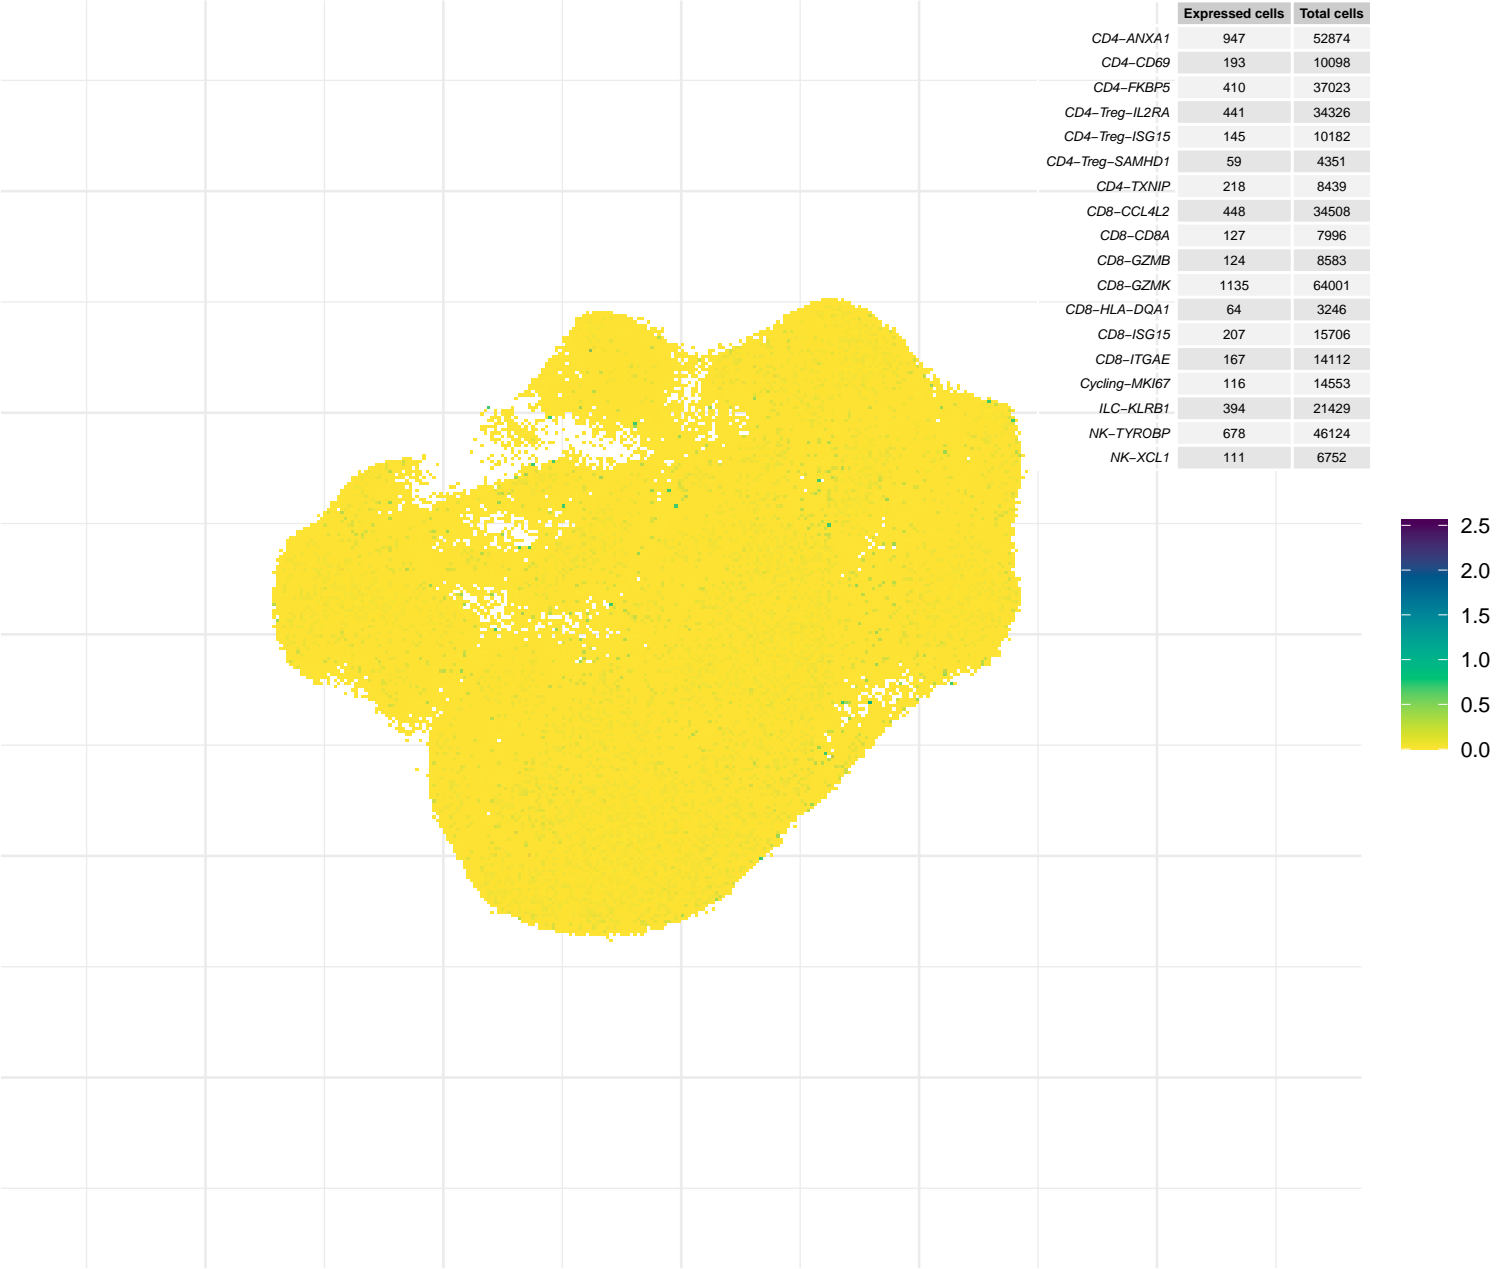 Expressed cells Total cells
CD4−ANXA1 947 52874
CD4−CD69 193 10098
CD4−FKBP5 410 37023
CD4−Treg−IL2RA 441 34326
CD4−Treg−ISG15 145 10182
CD4−Treg−SAMHD1 59 4351
CD4−TXNIP 218 8439
CD8−CCL4L2 448 34508
CD8−CD8A 127 7996
CD8−GZMB 124 8583
CD8−GZMK 1135 64001
CD8−HLA−DQA1 64 3246
CD8−ISG15 207 15706
CD8−ITGAE 167 14112
Cycling−MKI67 116 14553
ILC−KLRB1 394 21429
NK−TYROBP 678 46124
NK−XCL1 111 6752
2.5
2.0
1.5
1.0
0.5
0.0